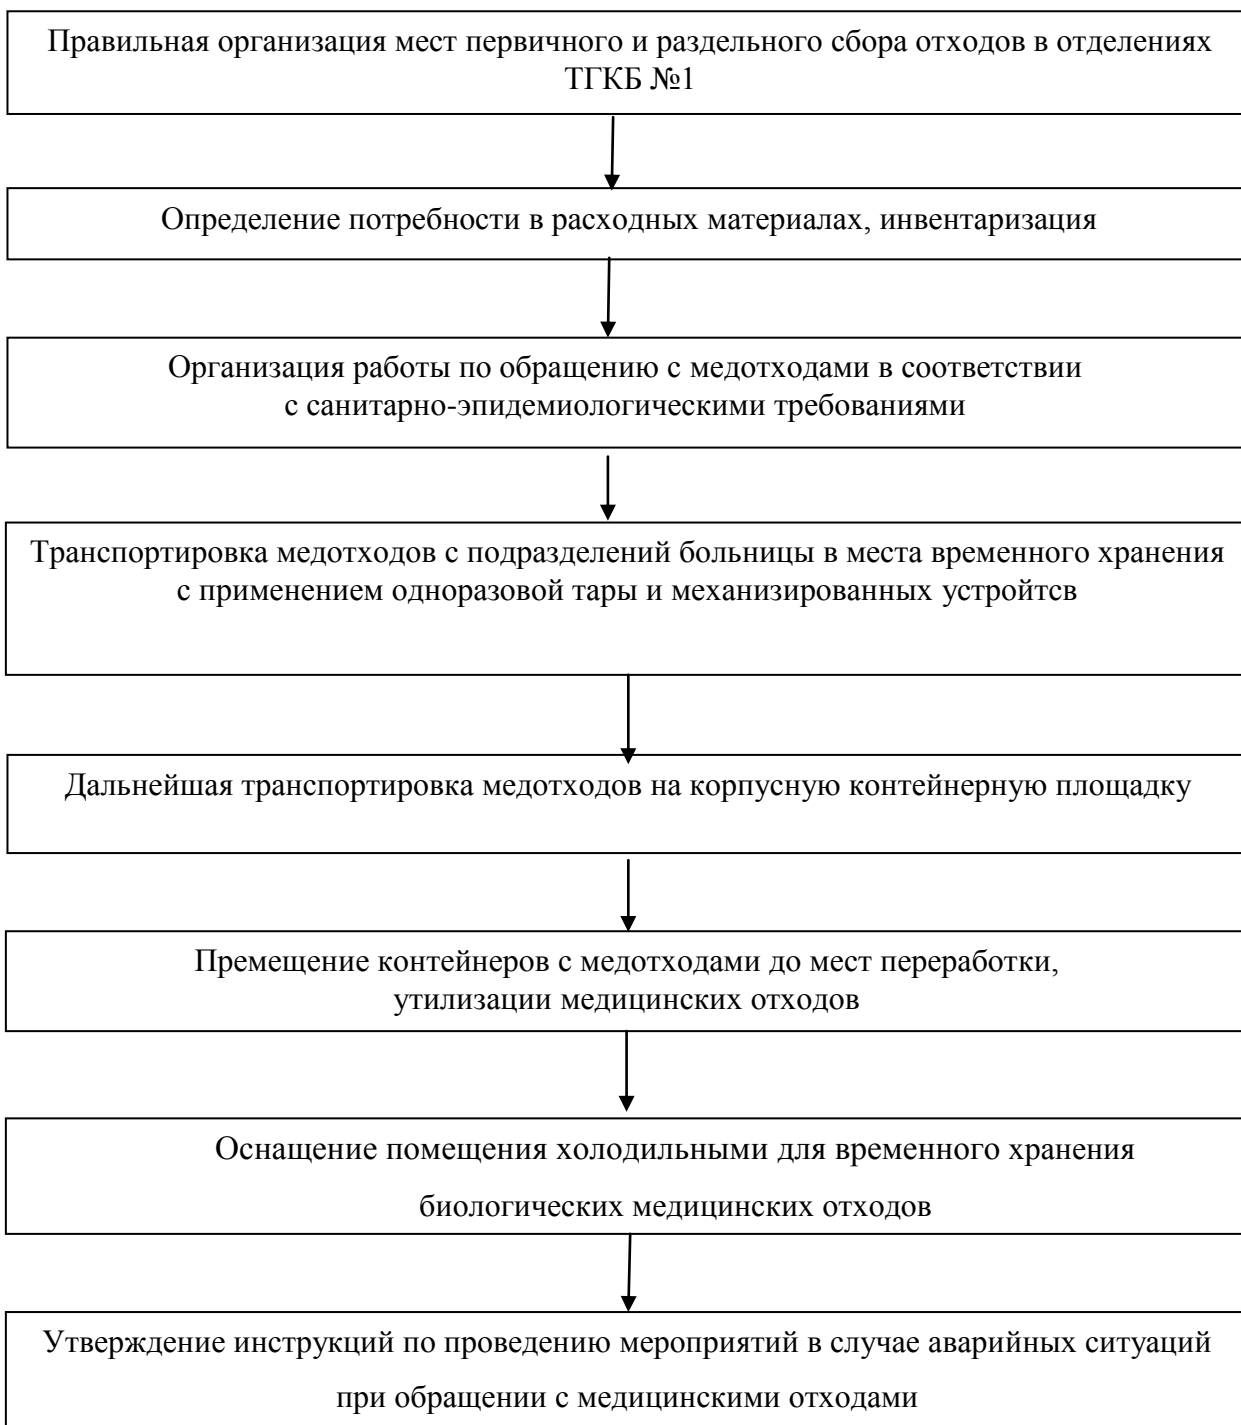 Правильная организация мест первичного и раздельного сбора отходов в отделениях
ТГКБ №1
Определение потребности в расходных материалах, инвентаризация
Организация работы по обращению с медотходами в соответствии
с санитарно-эпидемиологическими требованиями
Транспортировка медотходов с подразделений больницы в места временного хранения
с применением одноразовой тары и механизированных устройтсв
Дальнейшая транспортировка медотходов на корпусную контейнерную площадку
Премещение контейнеров с медотходами до мест переработки,
утилизации медицинских отходов
Оснащение помещения холодильными для временного хранения
биологических медицинских отходов
Утверждение инструкций по проведению мероприятий в случае аварийных ситуаций
при обращении с медицинскими отходами